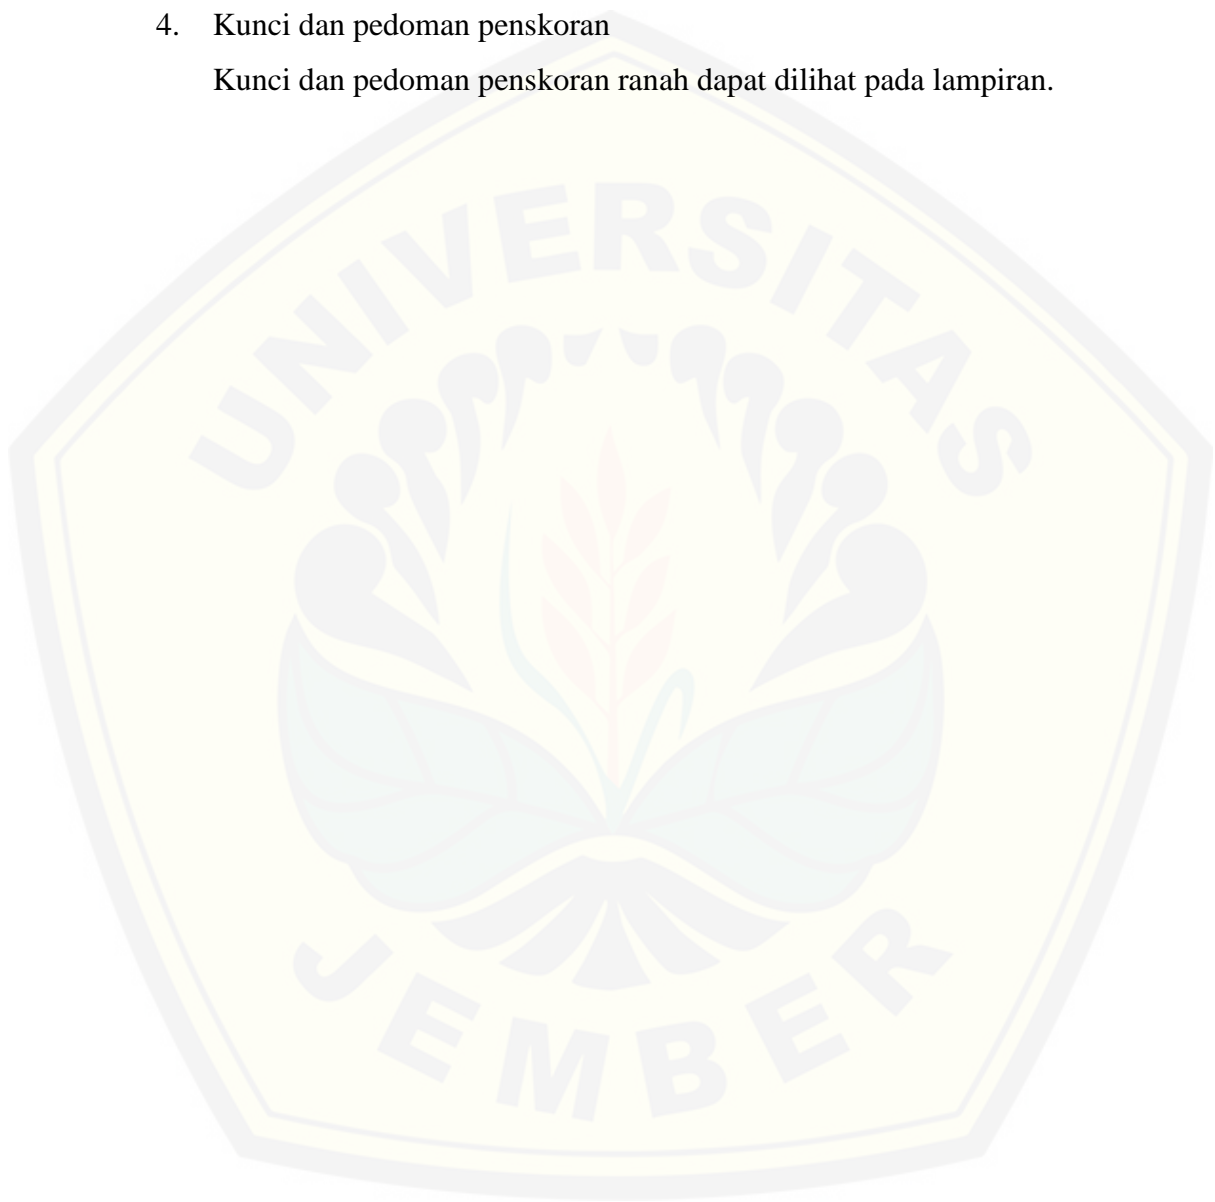 4. Kunci dan pedoman penskoran
Kunci dan pedoman penskoran ranah dapat dilihat pada lampiran.
UNIVERSITAS
JEMBER